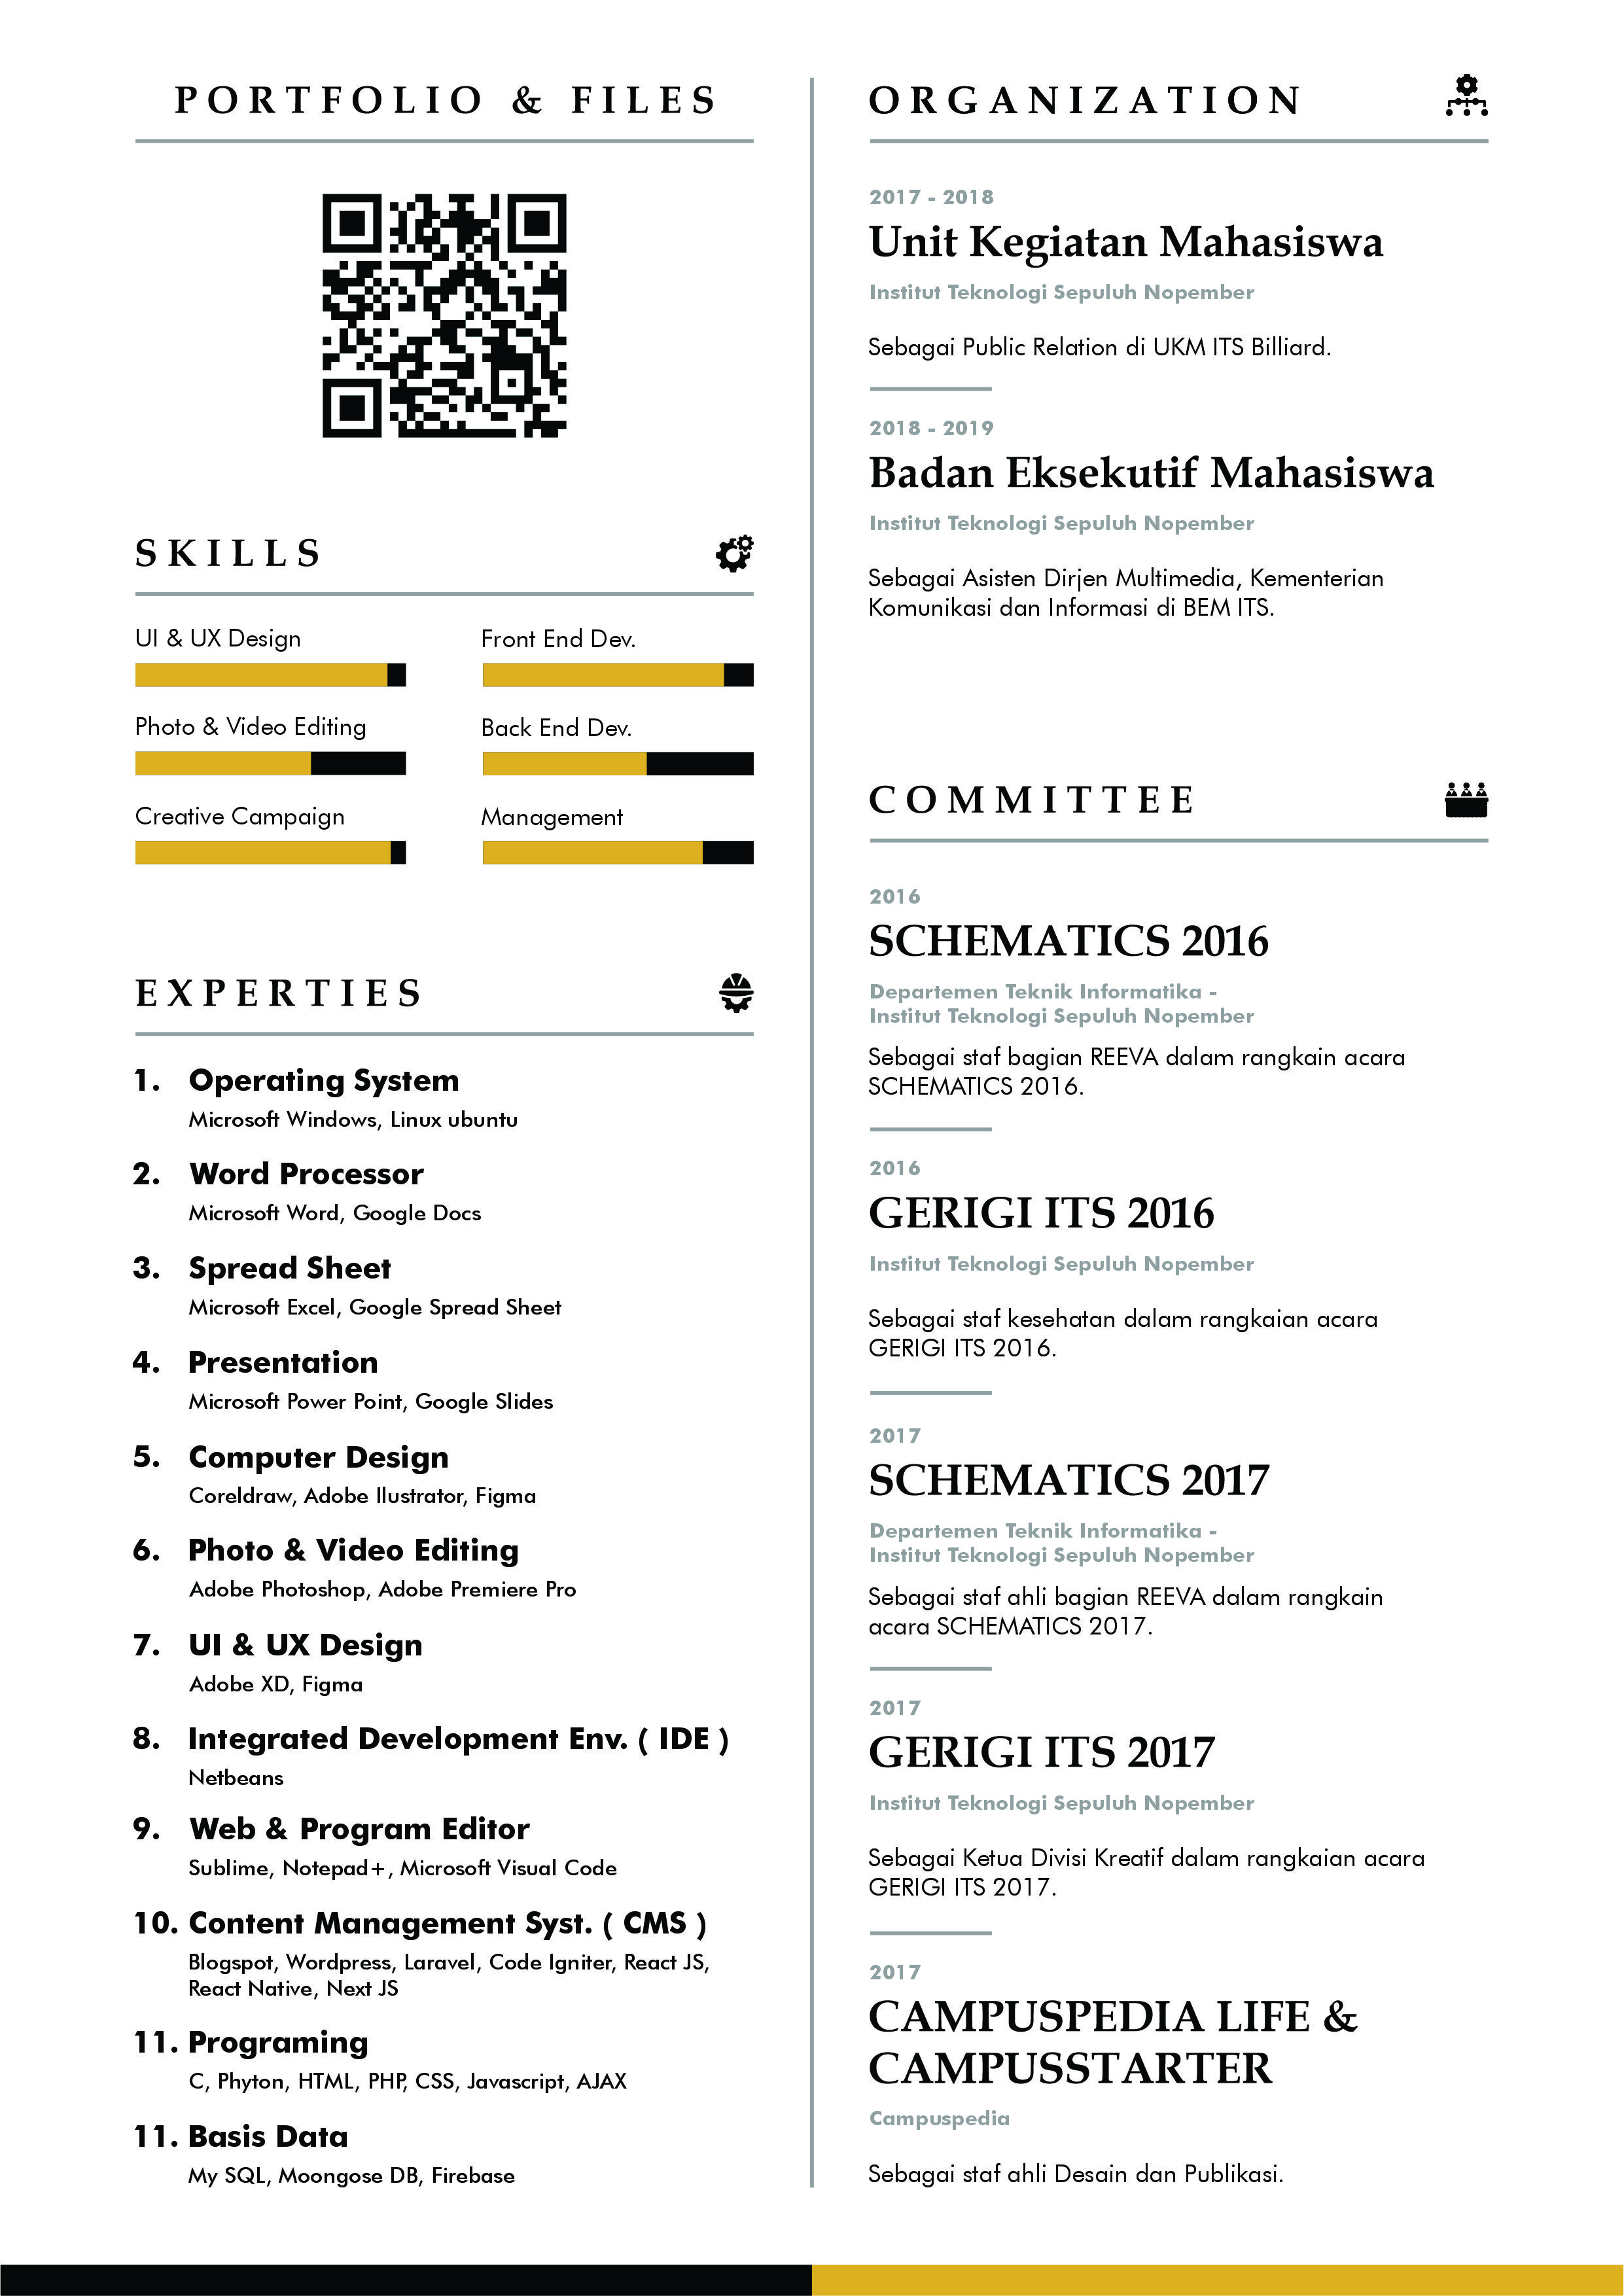 PORTFOLIO & FILES
SKILLS
UI & UX Design
Front End Dev.
Photo & Video Editing
Back End Dev.
Creative Campaign
Management
EXPERTIES
1. Operating System
Microsoft Windows, Linux ubuntu
2. Word Processor
Microsoft Word, Google Docs
3. Spread Sheet
Microsoft Excel, Google Spread Sheet
4. Presentation
Microsoft Power Point, Google Slides
5. Computer Design
Coreldraw, Adobe Ilustrator, Figma
6. Photo & Video Editing
Adobe Photoshop, Adobe Premiere Pro
7. UI & UX Design
Adobe XD, Figma
8. Integrated Development Env. ( IDE )
Netbeans
9. Web & Program Editor
Sublime, Notepad+, Microsoft Visual Code
10. Content Management Syst. ( CMS )
Blogspot, Wordpress, Laravel, Code Igniter, React JS,
React Native, Next JS
11. Programing
C, Phyton, HTML, PHP, CSS, Javascript, AJAX
11. Basis Data
My SQL, Moongose DB, Firebase
ORGANIZATION
2017 - 2018
Unit Kegiatan Mahasiswa
Institut Teknologi Sepuluh Nopember
Sebagai Public Relation di UKM ITS Billiard.
2018 - 2019
Badan Eksekutif Mahasiswa
Institut Teknologi Sepuluh Nopember
Sebagai Asisten Dirjen Multimedia, Kementerian
Komunikasi dan Informasi di BEM ITS.
COMMITTEE
2016
SCHEMATICS 2016
Departemen Teknik Informatika -
Institut Teknologi Sepuluh Nopember
Sebagai staf bagian REEVA dalam rangkain acara
SCHEMATICS 2016.
2016
GERIGI ITS 2016
Institut Teknologi Sepuluh Nopember
Sebagai staf kesehatan dalam rangkaian acara
GERIGI ITS 2016.
2017
SCHEMATICS 2017
Departemen Teknik Informatika -
Institut Teknologi Sepuluh Nopember
Sebagai staf ahli bagian REEVA dalam rangkain
acara SCHEMATICS 2017.
2017
GERIGI ITS 2017
Institut Teknologi Sepuluh Nopember
Sebagai Ketua Divisi Kreatif dalam rangkaian acara
GERIGI ITS 2017.
2017
CAMPUSPEDIA LIFE &
CAMPUSSTARTER
Campuspedia
Sebagai staf ahli Desain dan Publikasi.